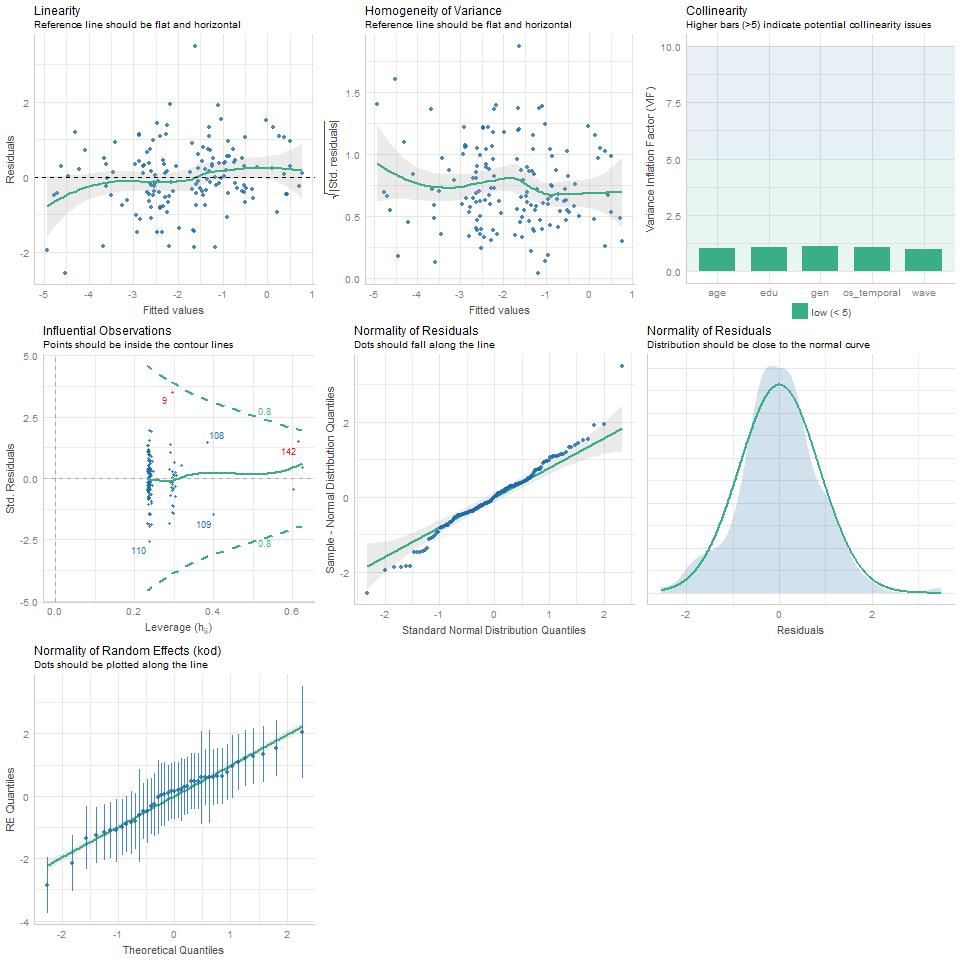 Linearity
Reference line should be flat and horizontal
Residuals
2
0
-2
-5
-4
-3
-2
-1
0
1
Fitted values
Homogeneity of Variance
Reference line should be flat and horizontal
√|Std. residuals|
1.5
1.0
0.5
0.0
-5
-4
-3
-2
-1
0
1
Fitted values
Collinearity
Higher bars (>5) indicate potential collinearity issues
Variance Inflation Factor (VIF)
10.0
7.5
5.0
2.5
0.0
age
edu
gen
os_temporal
wave
low (< 5)
Influential Observations
Points should be inside the contour lines
Std. Residuals
5.0
2.5
0.0
-2.5
-5.0
9
0.8
108
142
109
110
0.8
0.0
0.2
0.4
0.6
Leverage (hii)
Normality of Residuals
Dots should fall along the line
Sample - Normal Distribution Quantiles
2
0
-2
-2
-1
0
1
2
Standard Normal Distribution Quantiles
Normality of Residuals
Distribution should be close to the normal curve
-2
0
2
Residuals
Normality of Random Effects (kod)
Dots should be plotted along the line
RE Quantiles
2
0
-2
-4
-2
-1
0
1
2
Theoretical Quantiles